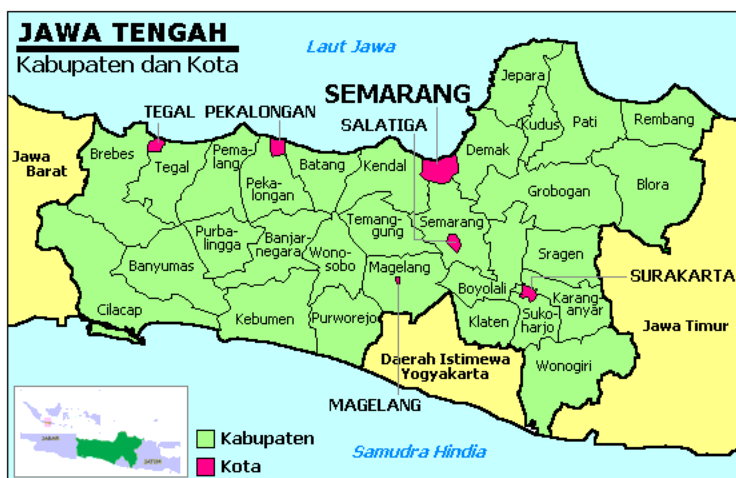 JAWA TENGAH
Kabupaten dan Kota
Laut Jawa
TEGAL
PEKALONGAN
SEMARANG
SALATIGA
Jepara
Kudus
Pati
Rembang
Jawa
Barat
Brebes
Tegal
Pema-
lang
Peka-
longan
Batang
Kendal
Demak
Grobogan
Blora
Purba-
lingga
Banjar-
negara
Wono-
sobo
Temang-
gung
Semarang
Sragen
Banyumas
Magelang
Boyolali
SURAKARTA
Karang-
anyar
Cilacap
Kebumen
Purworejo
Klaten
Suko-
harjo
Jawa Timur
Daerah Istimewa
Yogyakarta
Wonogiri
MAGELANG
JABAR
JATIM
Kabupaten
Kota
Samudra Hindia